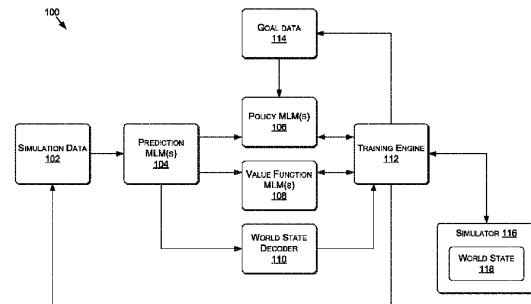 100
GOAL DATA
114
POLICY MLM(S)
106
SIMULATION DATA
102
PREDICTION
MLM(S)
104
TRAINING ENGINE
112
VALUE FUNCTION
MLM(S)
108
WORLD STATE
DECODER
110
SIMULATOR 116
WORLD STATE
118